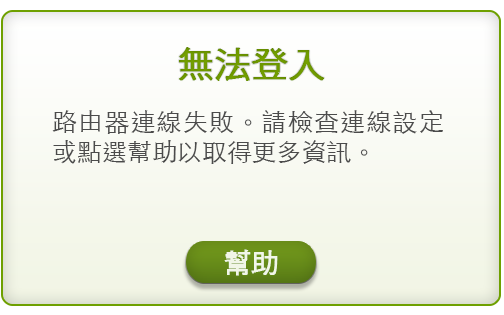 無法登入
路由器連線失敗。請檢查連線設定
或點選幫助以取得更多資訊。
幫助